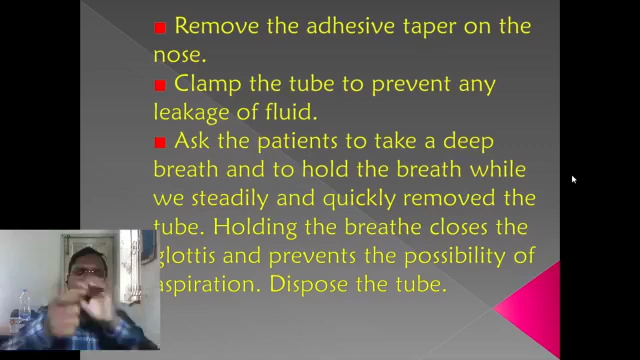 Remove the adhesive taper on the
nose.
Clamp the tube to prevent any
leakage of fluid.
Ask the patients to take a deep
breath and to hold the breath while
we steadily and quickly removed the
tube. Holding the breathe closes the
glottis and prevents the possibility of
aspiration. Dispose the tube.